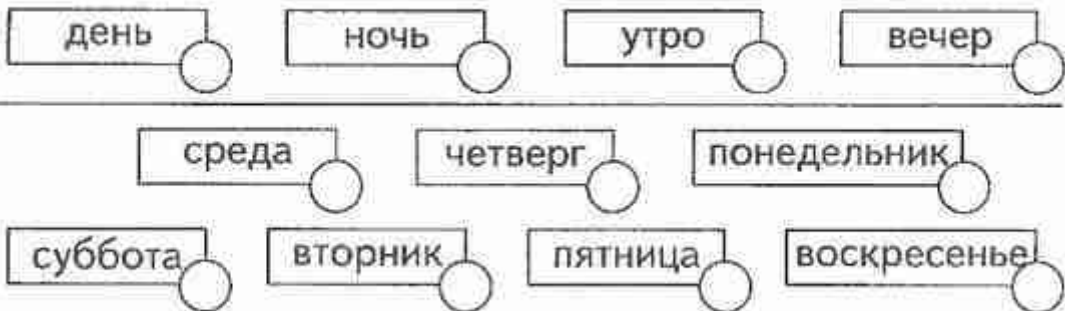 день ночь утро вечер
среда четверг понедельник
суббота вторник пятница воскресенье